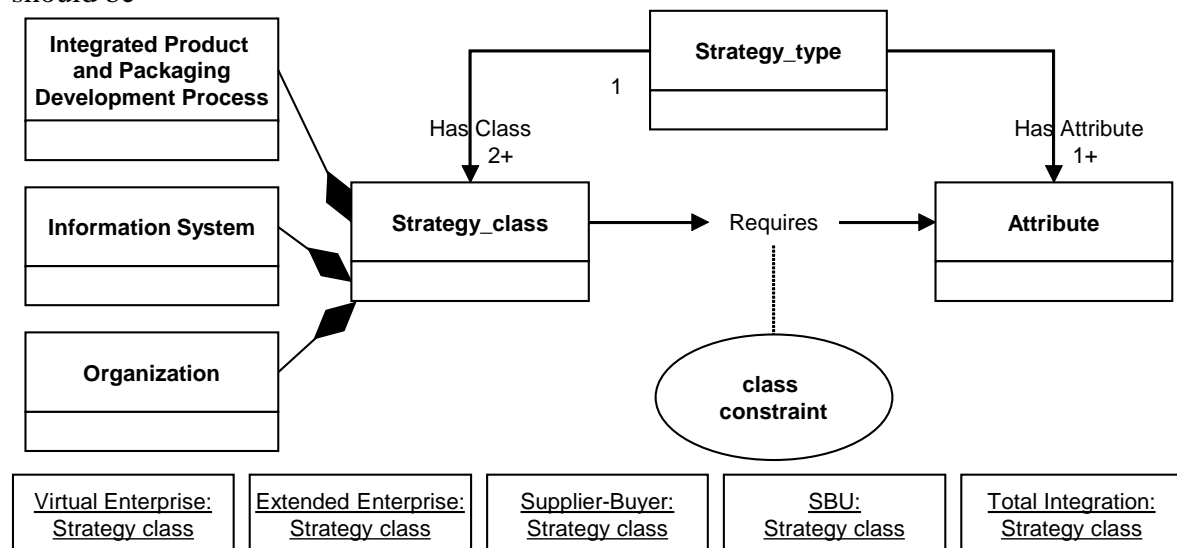 should be
Integrated Product
and Packaging
Development Process
Strategy_type
1
Has Class
2+
Has Attribute
1+
Information System
Strategy_class
Requires
Attribute
Organization
class
constraint
Virtual Enterprise:
Strategy class
Extended Enterprise:
Strategy class
Supplier-Buyer:
Strategy class
SBU:
Strategy class
Total Integration:
Strategy class